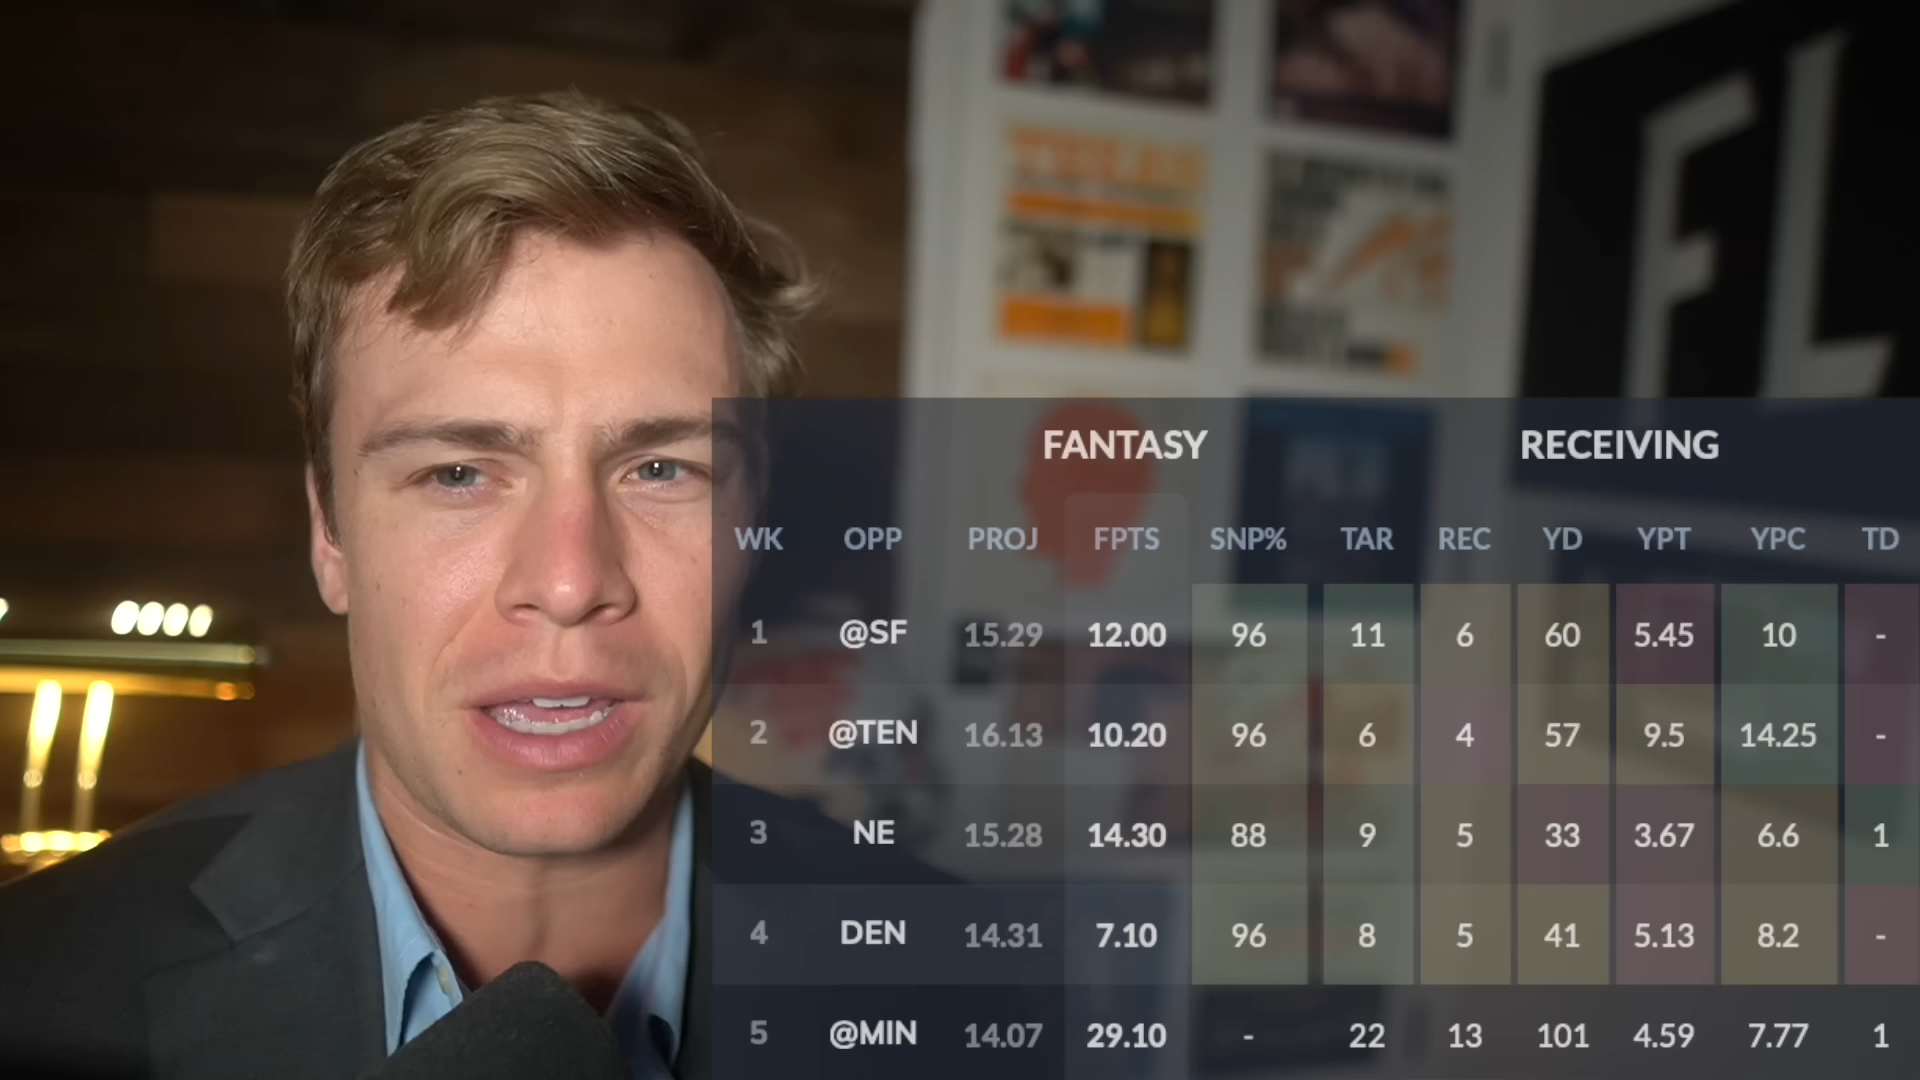 FL
FANTASY RECEIVING
WK OPP PROJ FPTS SNP% TAR REC YD YPT YPC TD
1 @SF 15.29 12.00 96 11 6 60 5.45 10 -
2 @TEN 16.13 10.20 96 6 4 57 9.5 14.25 -
3 NE 15.28 14.30 88 9 5 33 3.67 6.6 1
4 DEN 14.31 7.10 96 8 5 41 5.13 8.2 -
5 @MIN 14.07 29.10 - 22 13 101 4.59 7.77 1